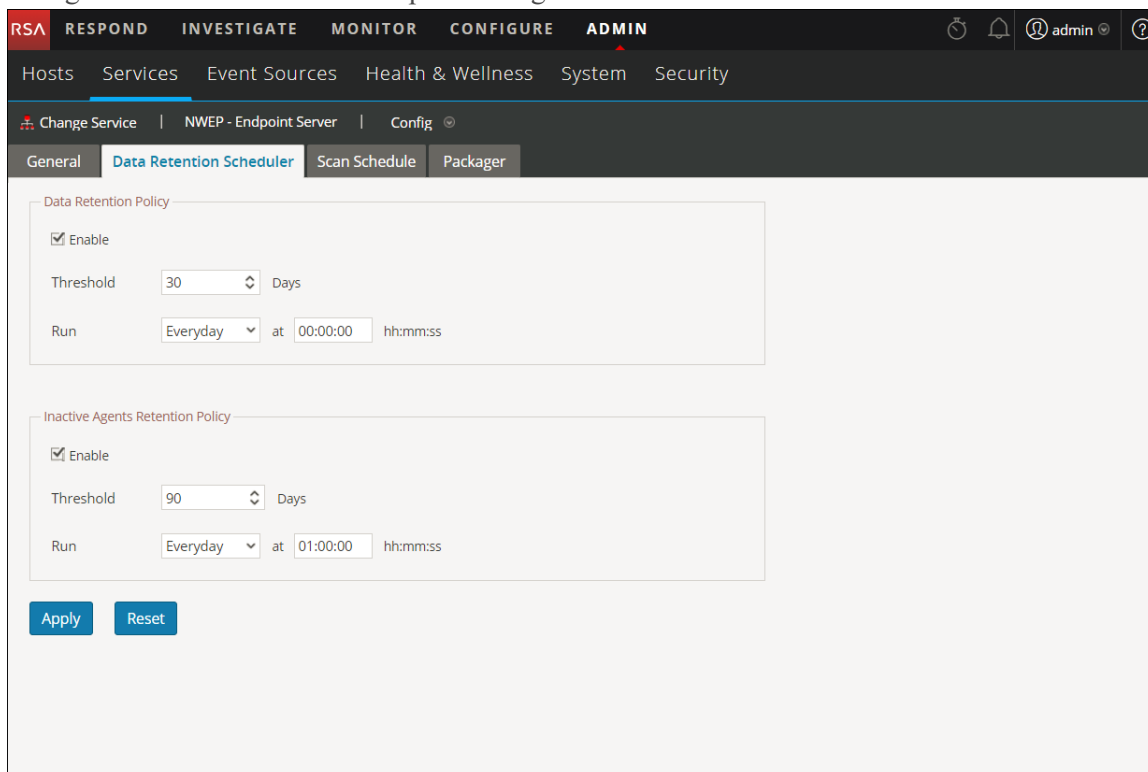 RSA RESPOND INVESTIGATE MONITOR CONFIGURE ADMIN admin ?
Hosts Services Event Sources Health & Wellness System Security
Change Service | NWEP - Endpoint Server | Config
General Data Retention Scheduler Scan Schedule Packager
Data Retention Policy
Enable
Threshold 30 Days
Run Everyday at 00:00:00 hh:mm:ss
Inactive Agents Retention Policy
Enable
Threshold 90 Days
Run Everyday at 01:00:00 hh:mm:ss
Apply Reset